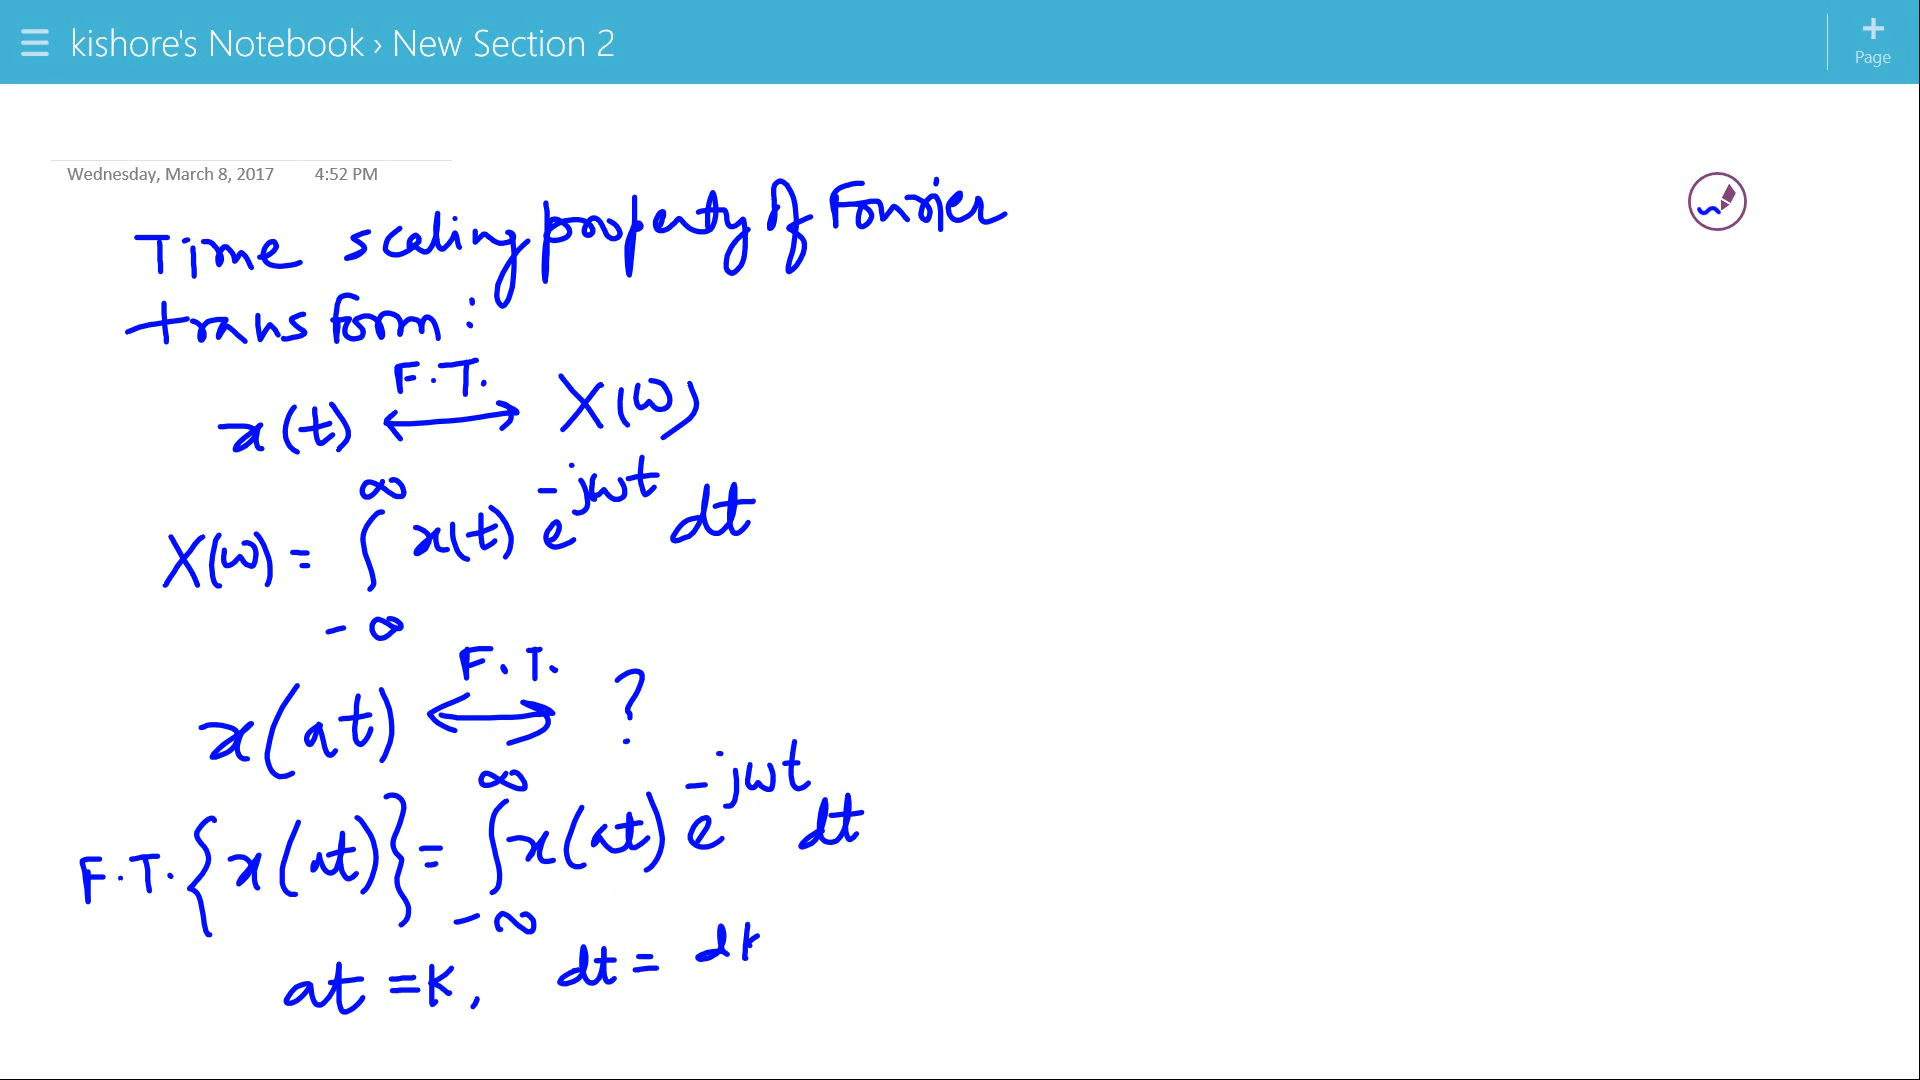 kishore's Notebook › New Section 2
+
Page
Wednesday, March 8, 2017 4:52 PM
Time scaling property of Fourier
transform:
x(t) ⟷ F.T. X(ω)
X(ω) = ∫_{-∞}^{∞} x(t) e^{-jωt} dt
x(at) ⟷ F.T. ?
F.T.{x(at)} = ∫_{-∞}^{∞} x(at) e^{-jωt} dt
at = K, dt = dk